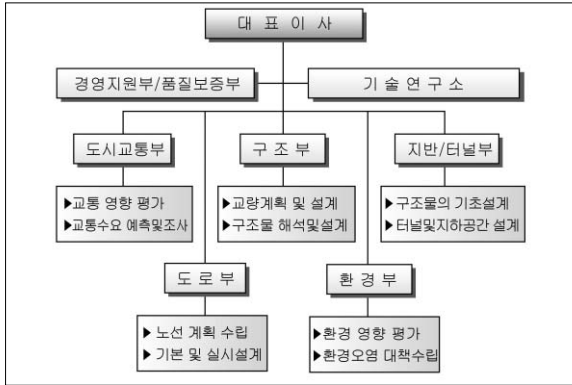 대 표 이 사
경영지원부/품질보증부
기 술 연 구 소
도시교통부
구 조 부
지반/터널부
▶교통 영향 평가
▶교통수요 예측및조사
▶교량계획 및 설계
▶구조물 해석및설계
▶구조물의 기초설계
▶터널및지하공간 설계
도 로 부
환 경 부
▶ 노선 계획 수립
▶ 기본 및 실시설계
▶환경 영향 평가
▶환경오염 대책수립